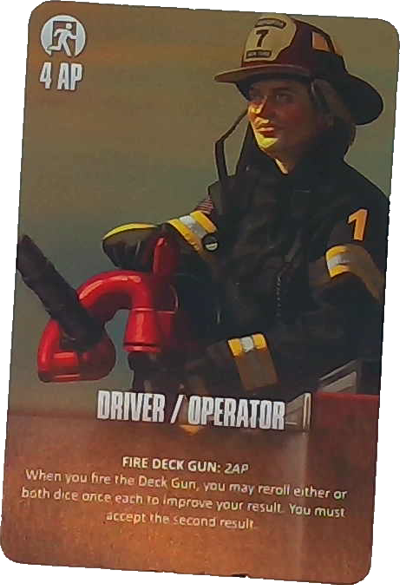 4 AP
7
1
DRIVER / OPERATOR
FIRE DECK GUN: 2AP
When you fire the Deck Gun, you may reroll either or
both dice once each to improve your result. You must
accept the second result.